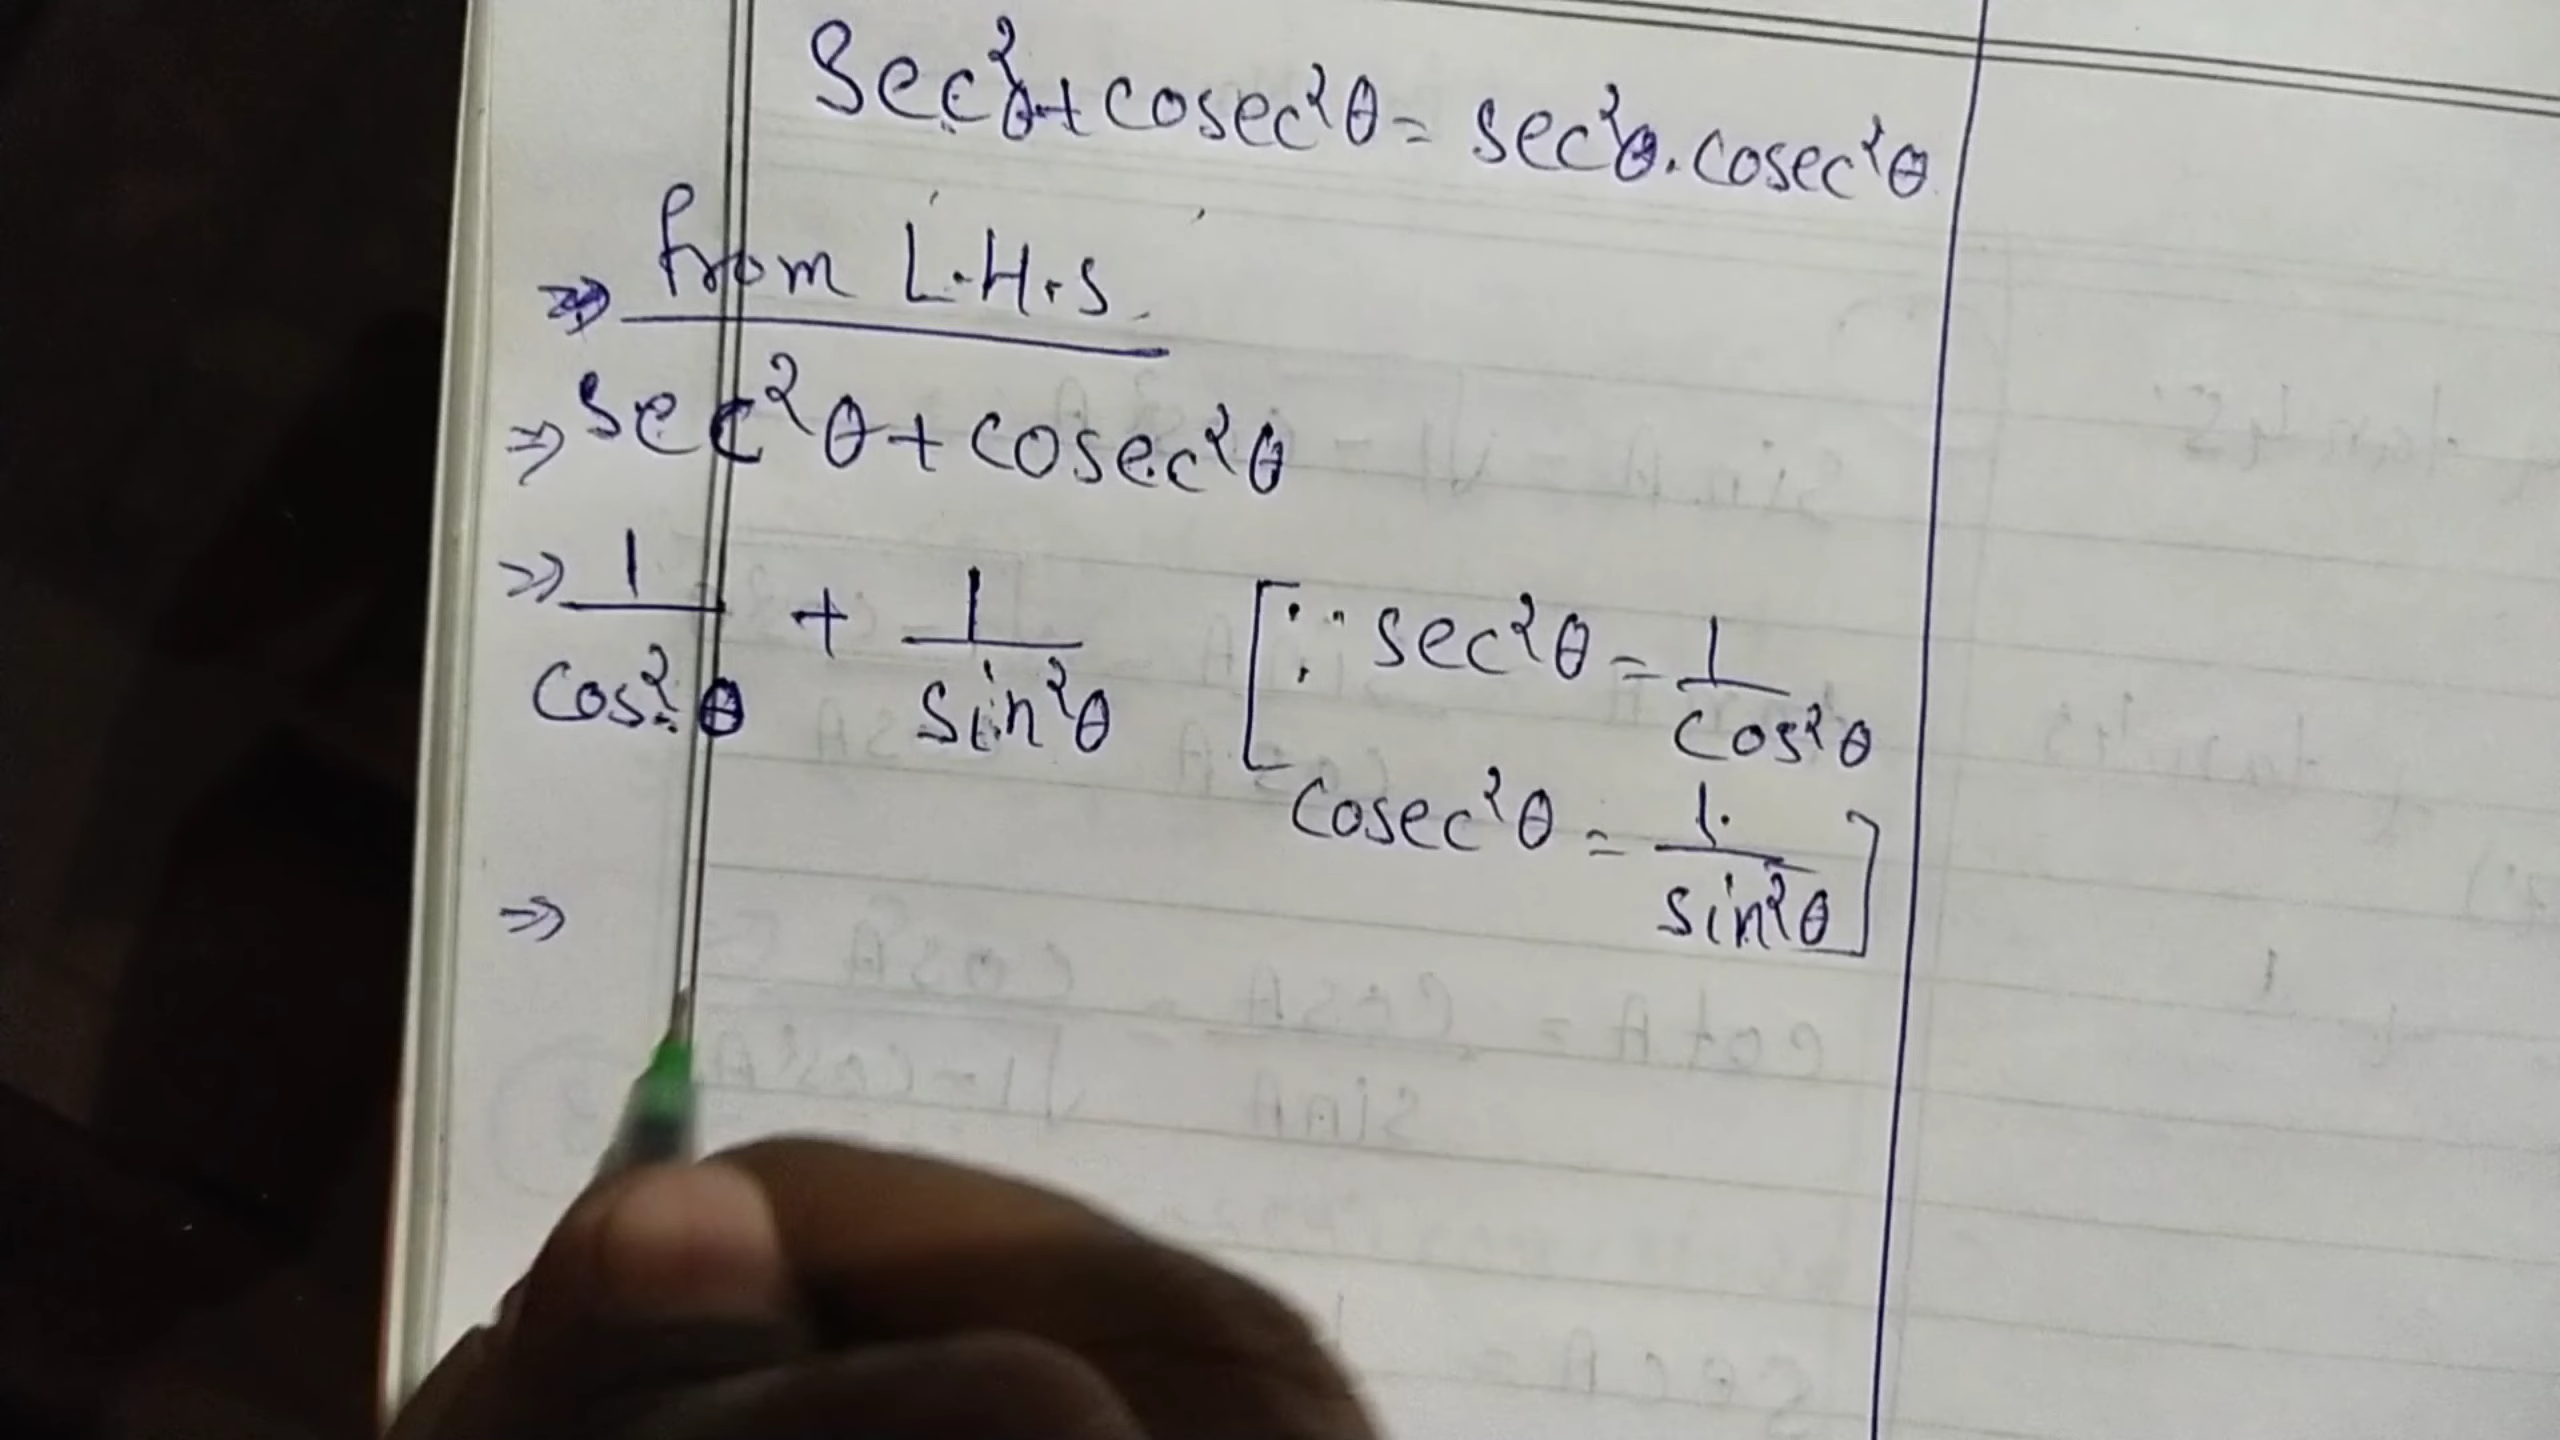 Sec²θ+cosec²θ = sec²θ.cosec²θ
⇒ from L.H.S.
⇒ sec²θ+cosec²θ
⇒ 1/cos²θ + 1/sin²θ [∵ sec²θ = 1/cos²θ
cosec²θ = 1/sin²θ]
⇒